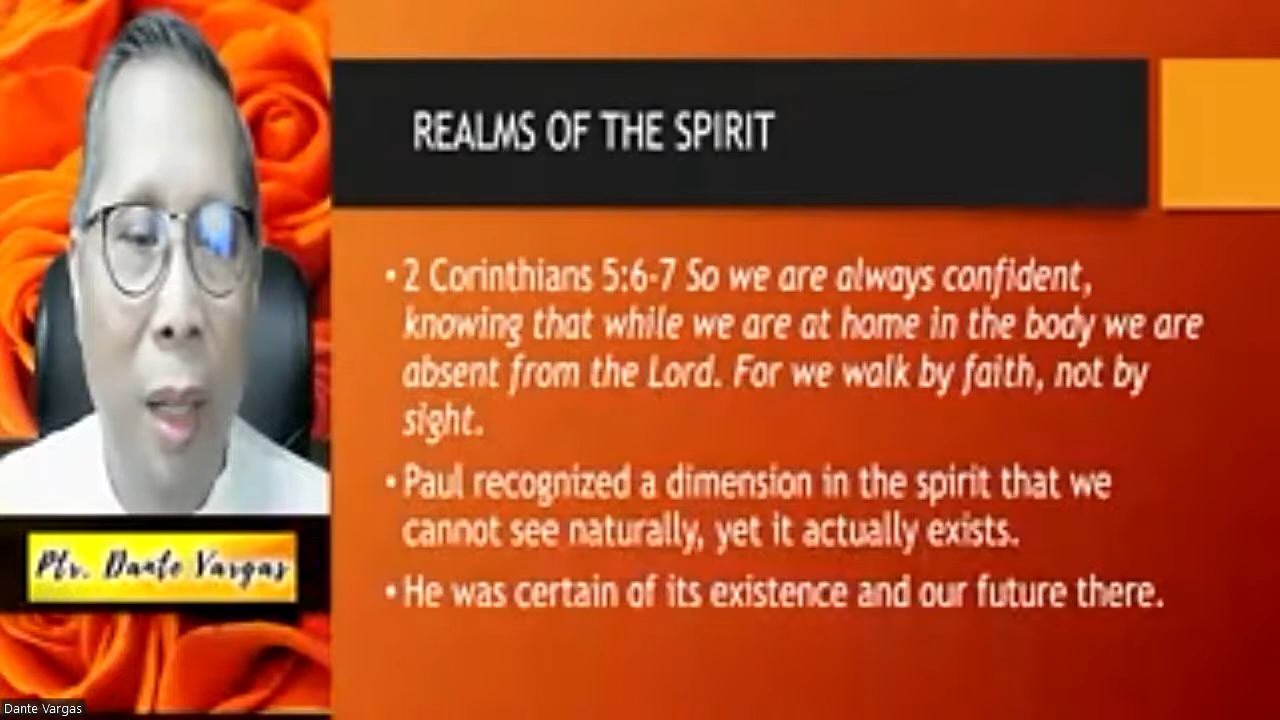 REALMS OF THE SPIRIT
• 2 Corinthians 5:6-7 So we are always confident,
knowing that while we are at home in the body we are
absent from the Lord. For we walk by faith, not by
sight.
• Paul recognized a dimension in the spirit that we
cannot see naturally, yet it actually exists.
• He was certain of its existence and our future there.
Ptr. Dante Vargas
Dante Vargas